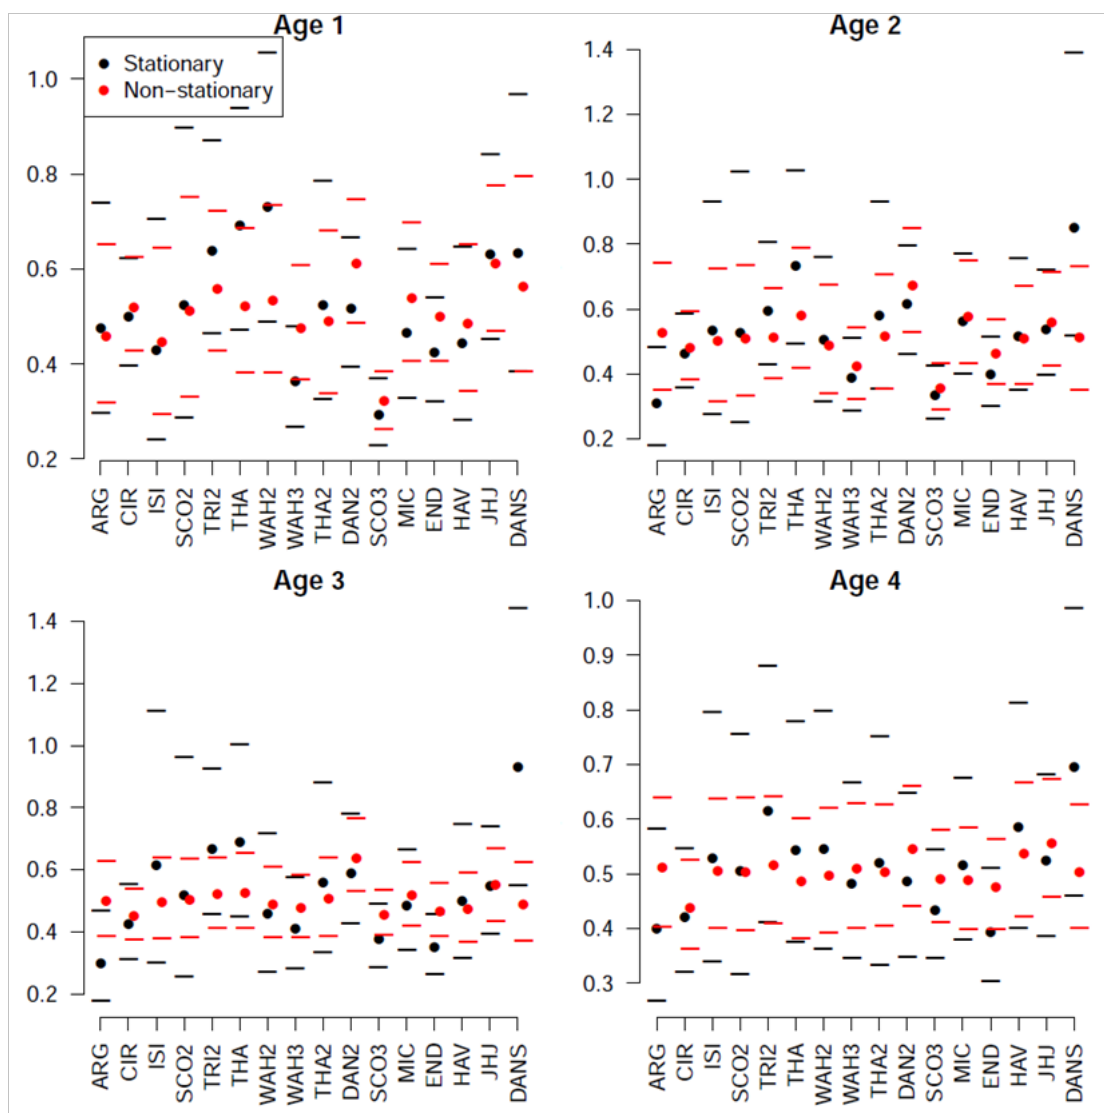 Age 1
Stationary
Non−stationary
1.0
0.8
0.6
0.4
0.2
ARG CIR ISI SCO2 TRI2 THA WAH2 WAH3 THA2 DAN2 SCO3 MIC END HAV JHJ DANS
Age 2
1.4
1.2
1.0
0.8
0.6
0.4
0.2
ARG CIR ISI SCO2 TRI2 THA WAH2 WAH3 THA2 DAN2 SCO3 MIC END HAV JHJ DANS
Age 3
1.4
1.2
1.0
0.8
0.6
0.4
0.2
ARG CIR ISI SCO2 TRI2 THA WAH2 WAH3 THA2 DAN2 SCO3 MIC END HAV JHJ DANS
Age 4
1.0
0.9
0.8
0.7
0.6
0.5
0.4
0.3
ARG CIR ISI SCO2 TRI2 THA WAH2 WAH3 THA2 DAN2 SCO3 MIC END HAV JHJ DANS